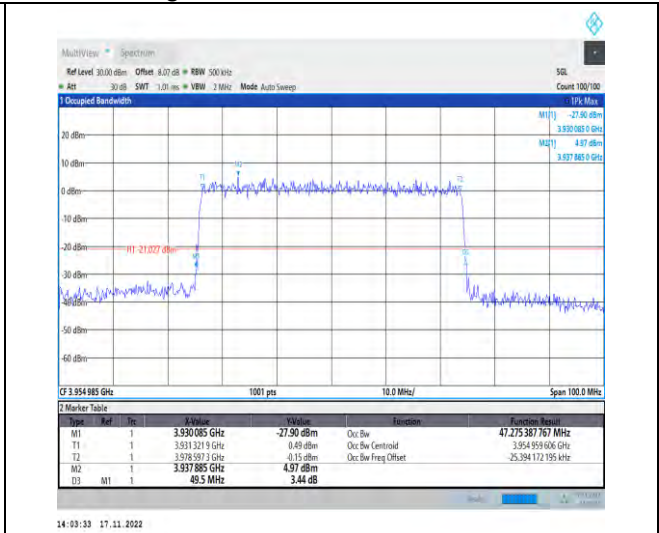 MultiView Spectrum
Ref Level 30.00 dBm Offset 8.07 dB RBW 500 kHz SGL
Att 30 dB SWT 1.01 ms VBW 2 MHz Mode Auto Sweep Count 100/100
1 Occupied Bandwidth 1Pk Max
M1[1] -27.90 dBm
3.930 085 0 GHz
M2[1] 4.97 dBm
3.937 885 0 GHz
20 dBm
10 dBm
0 dBm
-10 dBm
-20 dBm
H1 -21.027 dBm
-30 dBm
-40 dBm
-50 dBm
-60 dBm
T1
CF 3.954 985 GHz 1001 pts 10.0 MHz/ Span 100.0 MHz
2 Marker Table
Type Ref Trc X-Value Y-Value Function Function Result
M1 1 3.930 085 GHz -27.90 dBm Occ Bw 47.275 387 767 MHz
T1 1 3.931 321 9 GHz 0.49 dBm Occ Bw Centroid 3.954 959 606 GHz
T2 1 3.978 597 3 GHz -0.15 dBm Occ Bw Freq Offset -25.394 172 195 kHz
M2 1 3.937 885 GHz 4.97 dBm
D3 M1 1 49.5 MHz 3.44 dB
14:03:33 17.11.2022